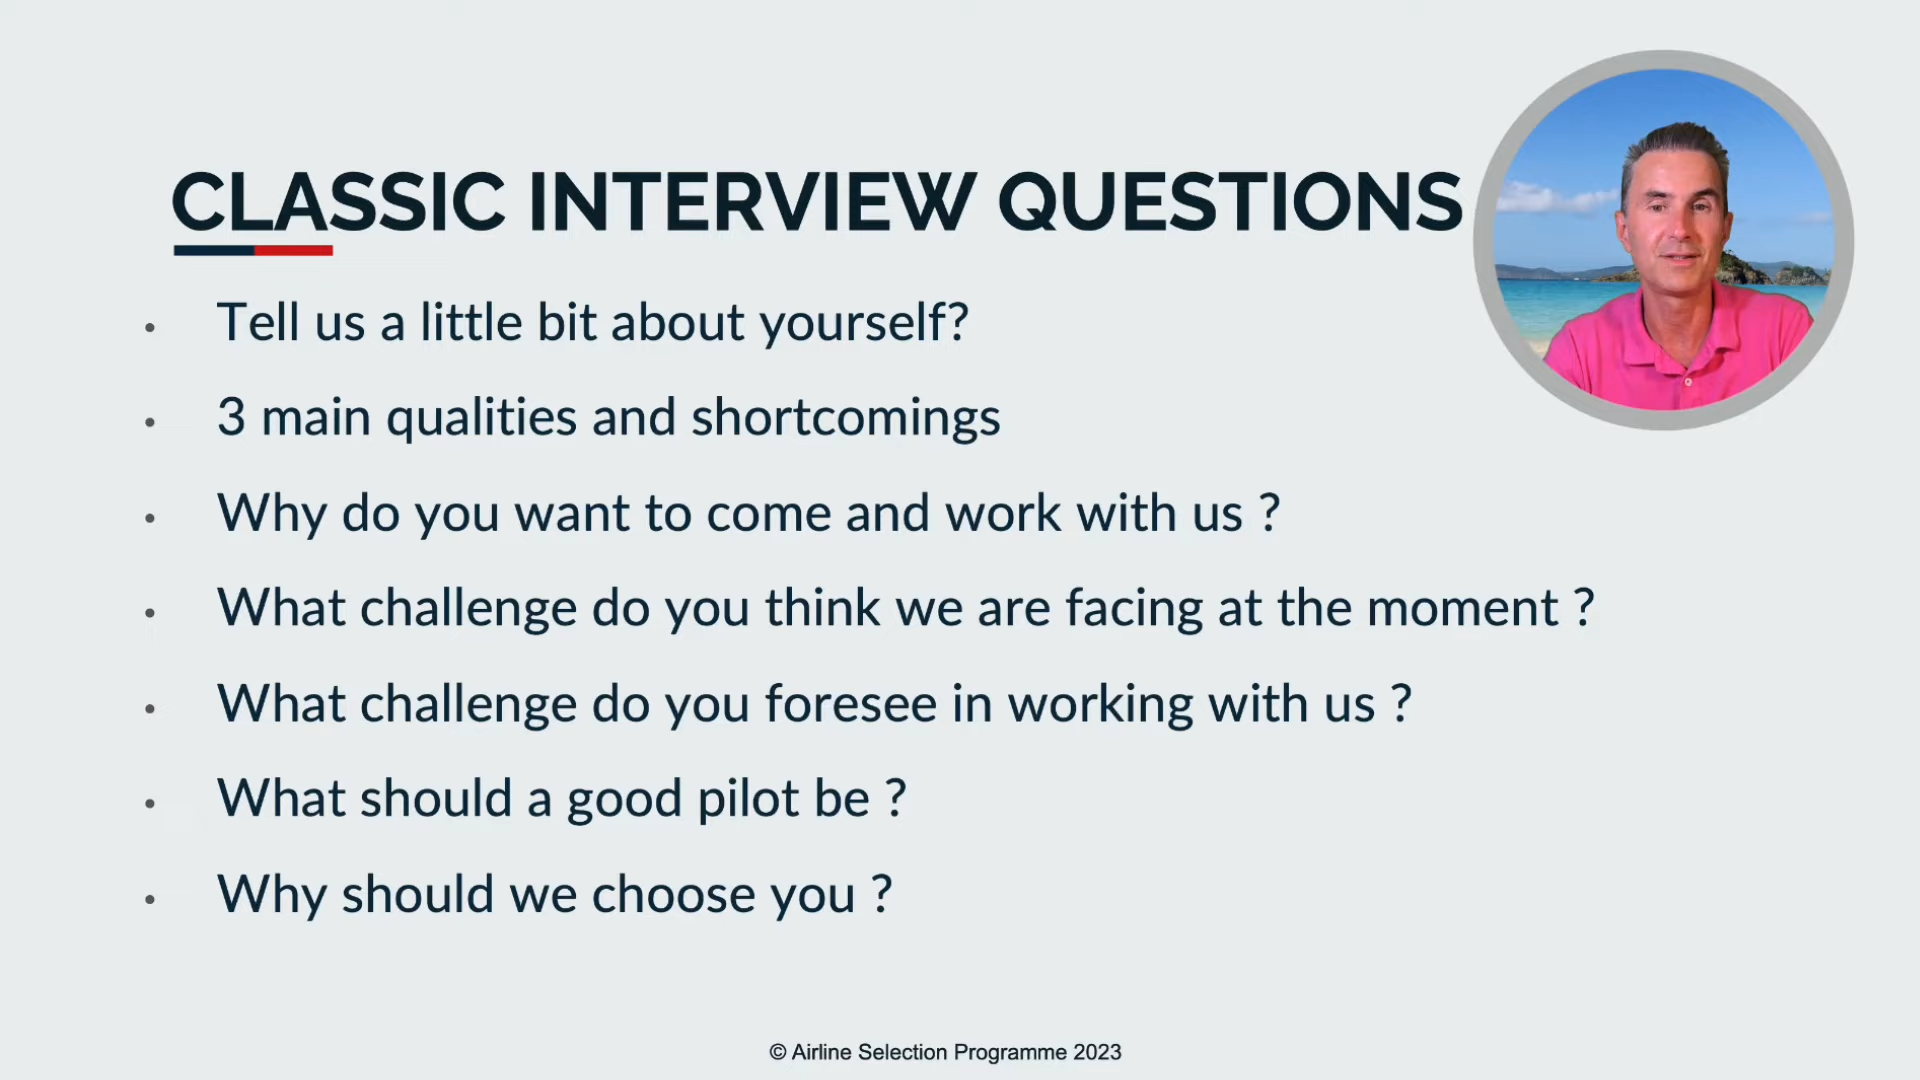 CLASSIC INTERVIEW QUESTIONS
• Tell us a little bit about yourself?
• 3 main qualities and shortcomings
• Why do you want to come and work with us ?
• What challenge do you think we are facing at the moment ?
• What challenge do you foresee in working with us ?
• What should a good pilot be ?
• Why should we choose you ?
© Airline Selection Programme 2023